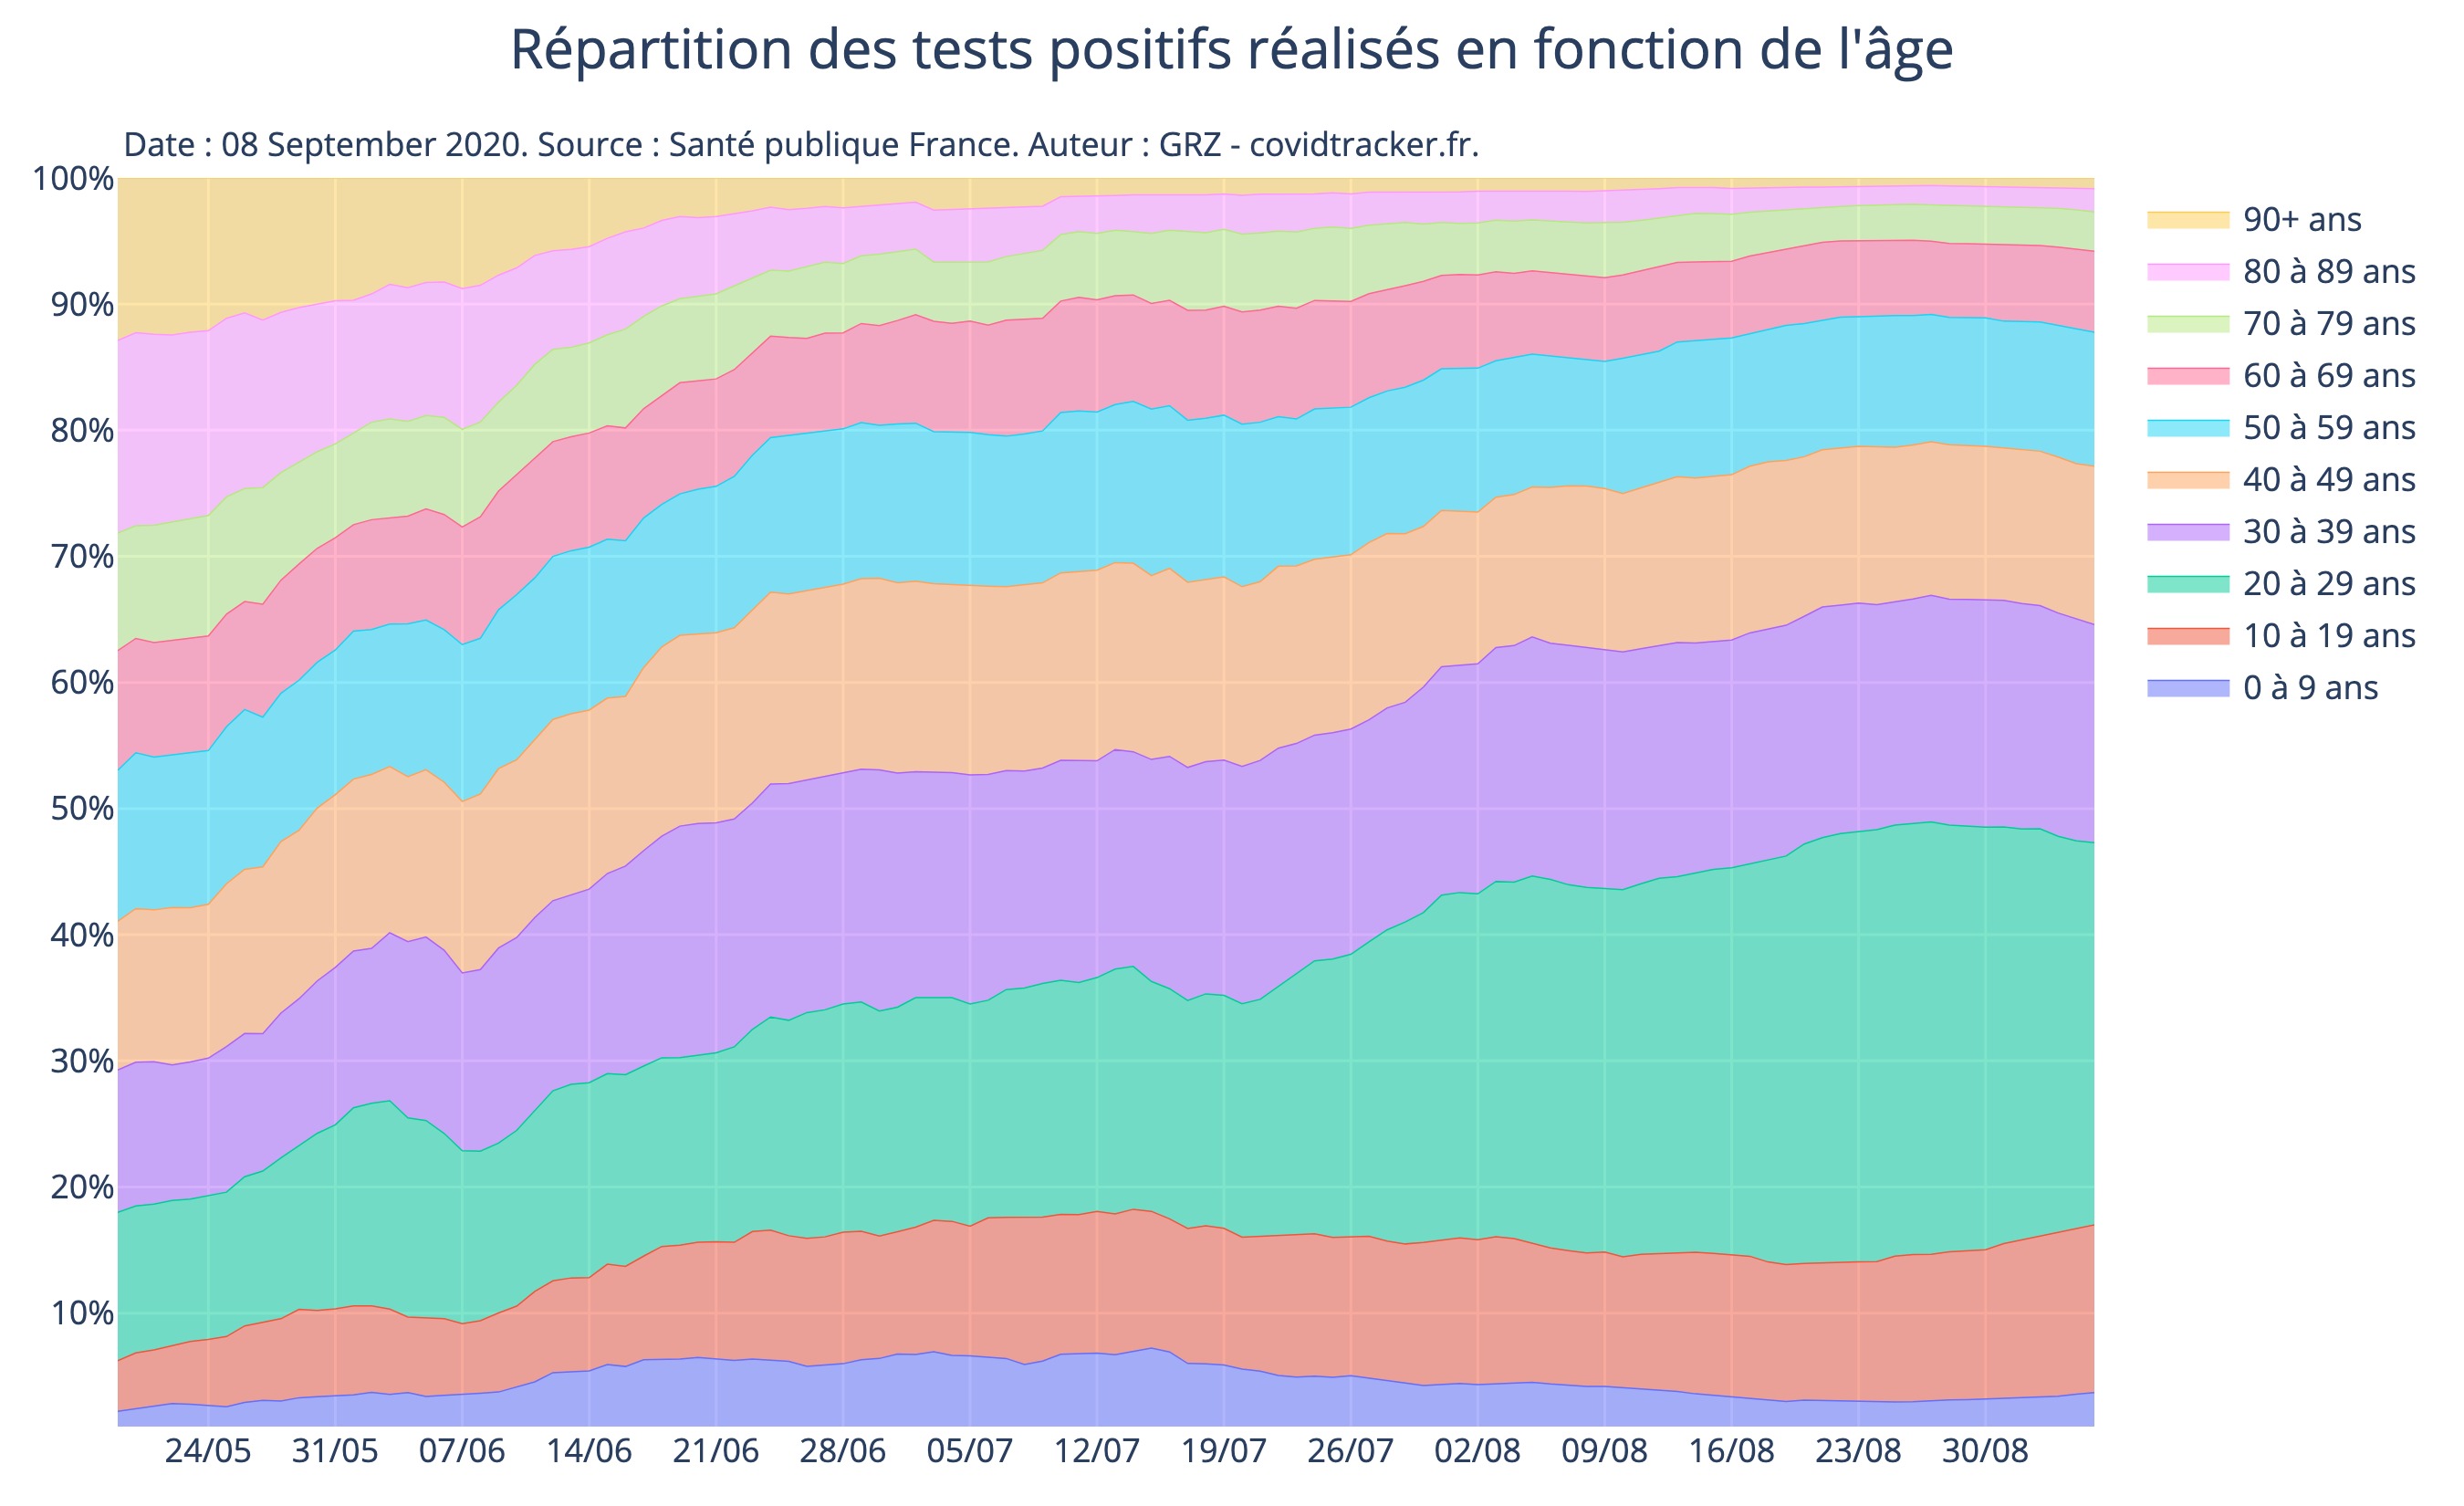 Répartition des tests positifs réalisés en fonction de l'âge
Date : 08 September 2020. Source : Santé publique France. Auteur : GRZ - covidtracker.fr.
100%
90%
80%
70%
60%
50%
40%
30%
20%
10%
24/05 31/05 07/06 14/06 21/06 28/06 05/07 12/07 19/07 26/07 02/08 09/08 16/08 23/08 30/08
90+ ans
80 à 89 ans
70 à 79 ans
60 à 69 ans
50 à 59 ans
40 à 49 ans
30 à 39 ans
20 à 29 ans
10 à 19 ans
0 à 9 ans